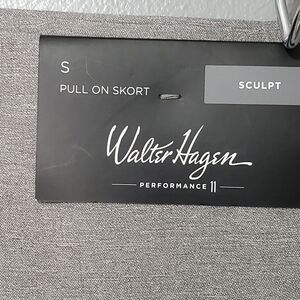 S
PULL ON SKORT
SCULPT
Walter Hagen
PERFORMANCE 11